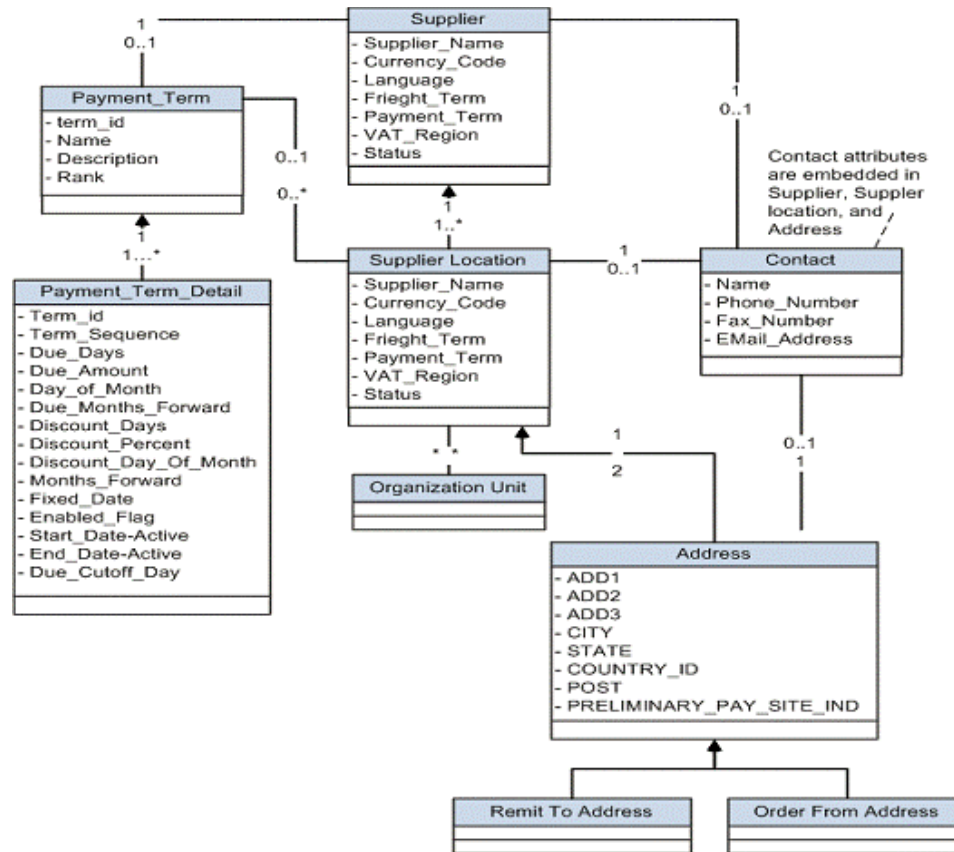 Supplier
- Supplier_Name
- Currency_Code
- Language
- Frieght_Term
- Payment_Term
- VAT_Region
- Status
1
0..1
Payment_Term
- term_id
- Name
- Description
- Rank
0..1
0..*
1
0..1
Contact attributes
are embedded in
Supplier, Suppler
location, and
Address
1
1..*
1
1...*
Supplier Location
- Supplier_Name
- Currency_Code
- Language
- Frieght_Term
- Payment_Term
- VAT_Region
- Status
1
0..1
Contact
- Name
- Phone_Number
- Fax_Number
- EMail_Address
Payment_Term_Detail
- Term_id
- Term_Sequence
- Due_Days
- Due_Amount
- Day_of_Month
- Due_Months_Forward
- Discount_Days
- Discount_Percent
- Discount_Day_Of_Month
- Months_Forward
- Fixed_Date
- Enabled_Flag
- Start_Date-Active
- End_Date-Active
- Due_Cutoff_Day
* *
Organization Unit
1
2
0..1
1
Address
- ADD1
- ADD2
- ADD3
- CITY
- STATE
- COUNTRY_ID
- POST
- PRELIMINARY_PAY_SITE_IND
Remit To Address
Order From Address